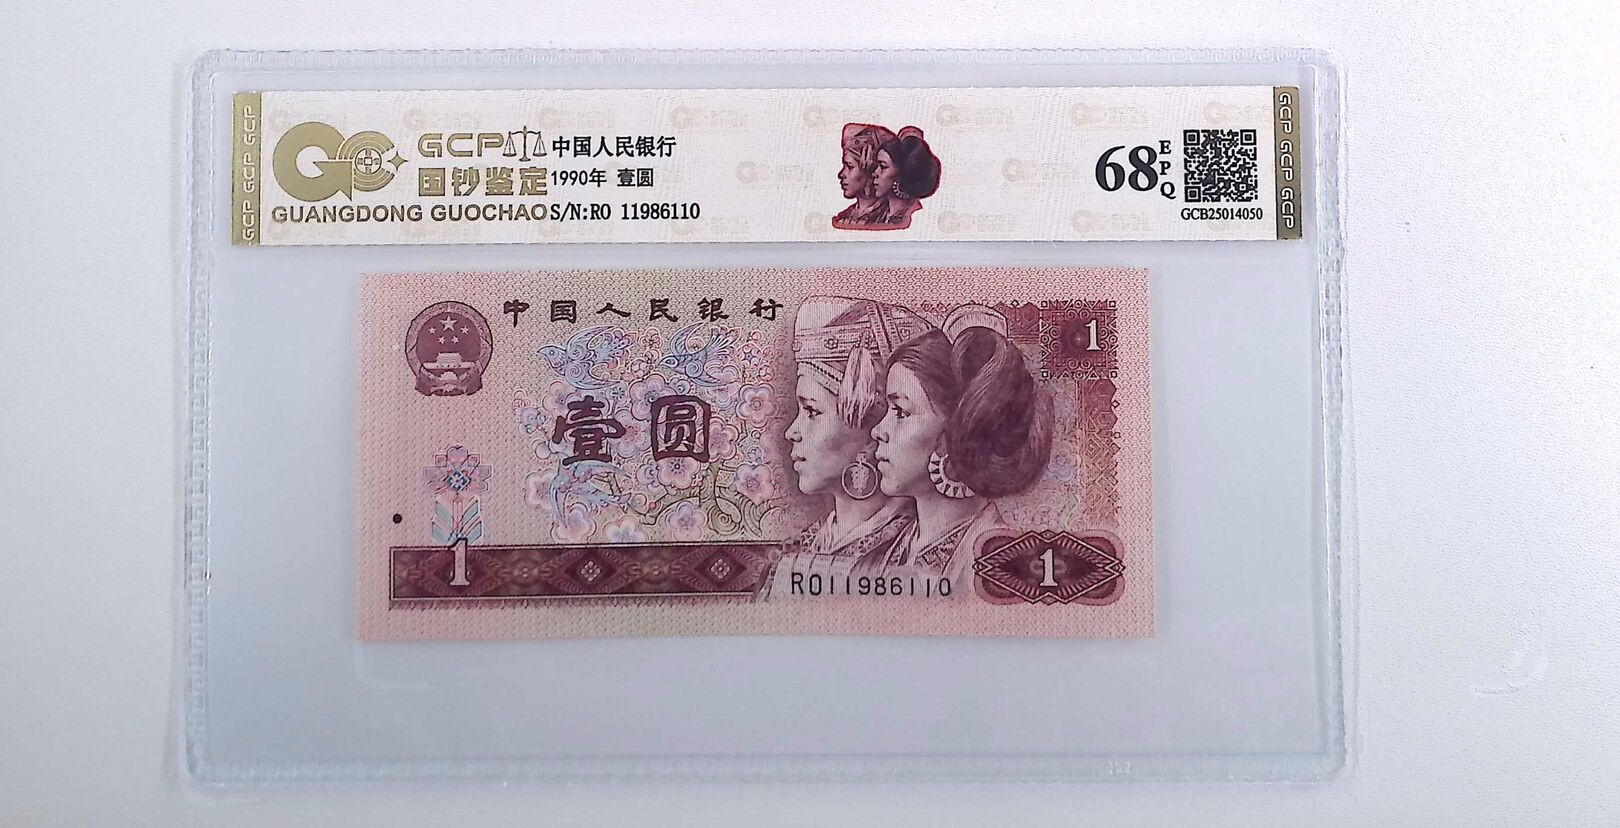 GCP 中国人民银行
国钞鉴定 1990年 壹圆
GUANGDONG GUOCHAO S/N:RO 11986110
68 EPQ
GCB25014050
GCP GCP GCP
GCP GCP GCP
中国人民银行
1
壹圆
1
RO11986110
1